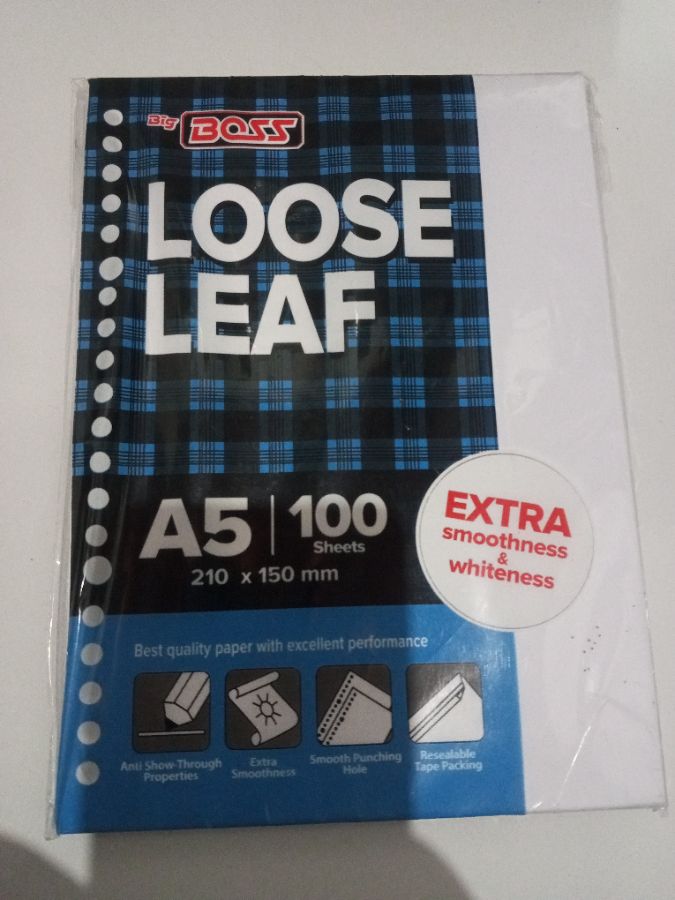 Big BOSS
LOOSE
LEAF
A5 | 100
Sheets
210 x 150 mm
EXTRA
smoothness
&
whiteness
Best quality paper with excellent performance
Anti Show-Through
Properties
Extra
Smoothness
Smooth Punching
Hole
Resealable
Tape Packing